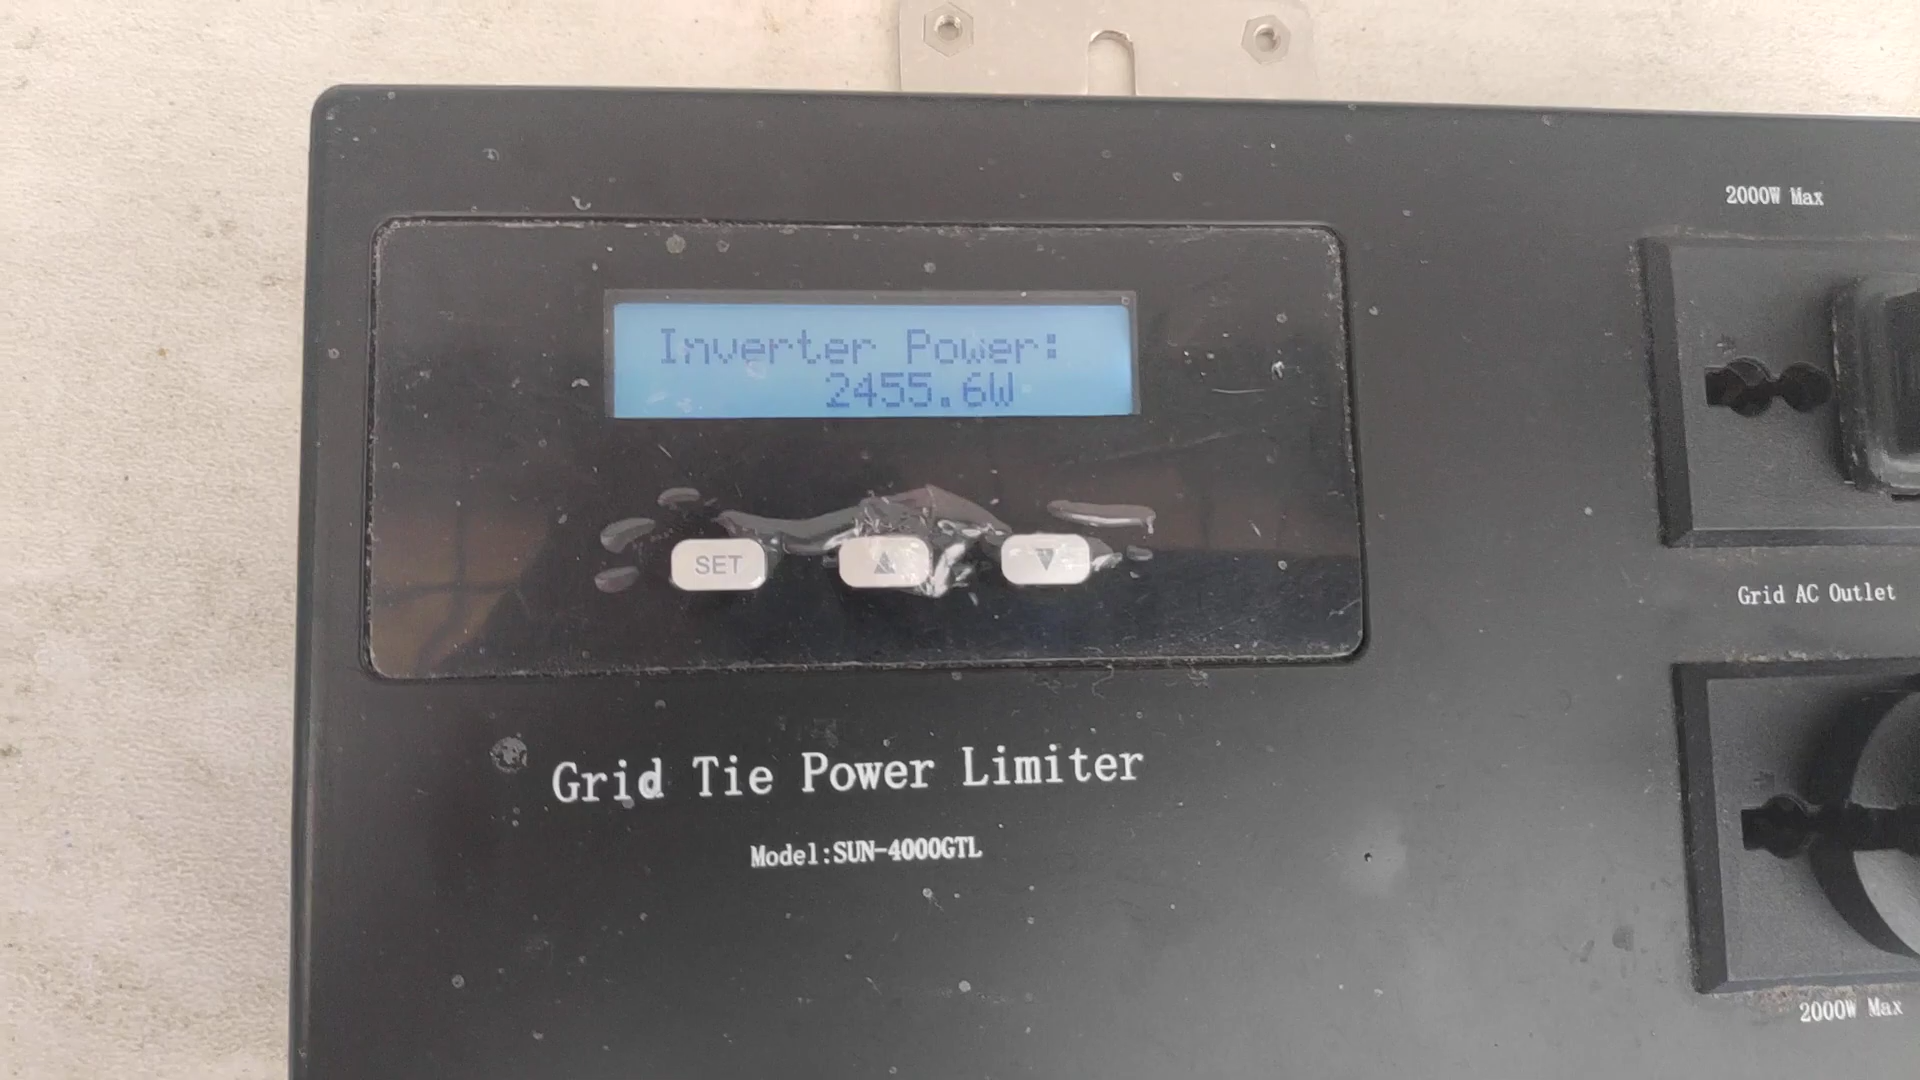 2000W Max
Inverter Power:
2455.6W
SET
Grid AC Outlet
Grid Tie Power Limiter
Model:SUN-4000GTL
2000W Max